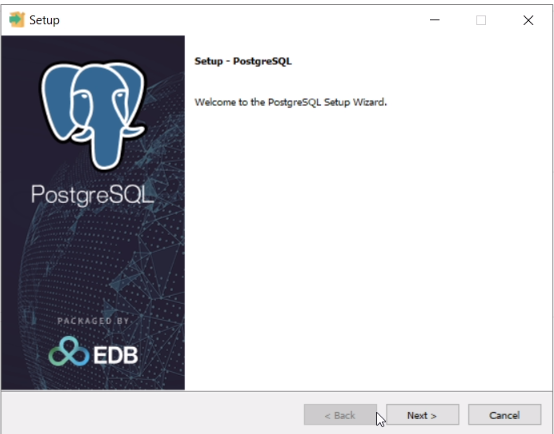 Setup
Setup - PostgreSQL
Welcome to the PostgreSQL Setup Wizard.
PostgreSQL
PACKAGED BY
EDB
< Back
Next >
Cancel